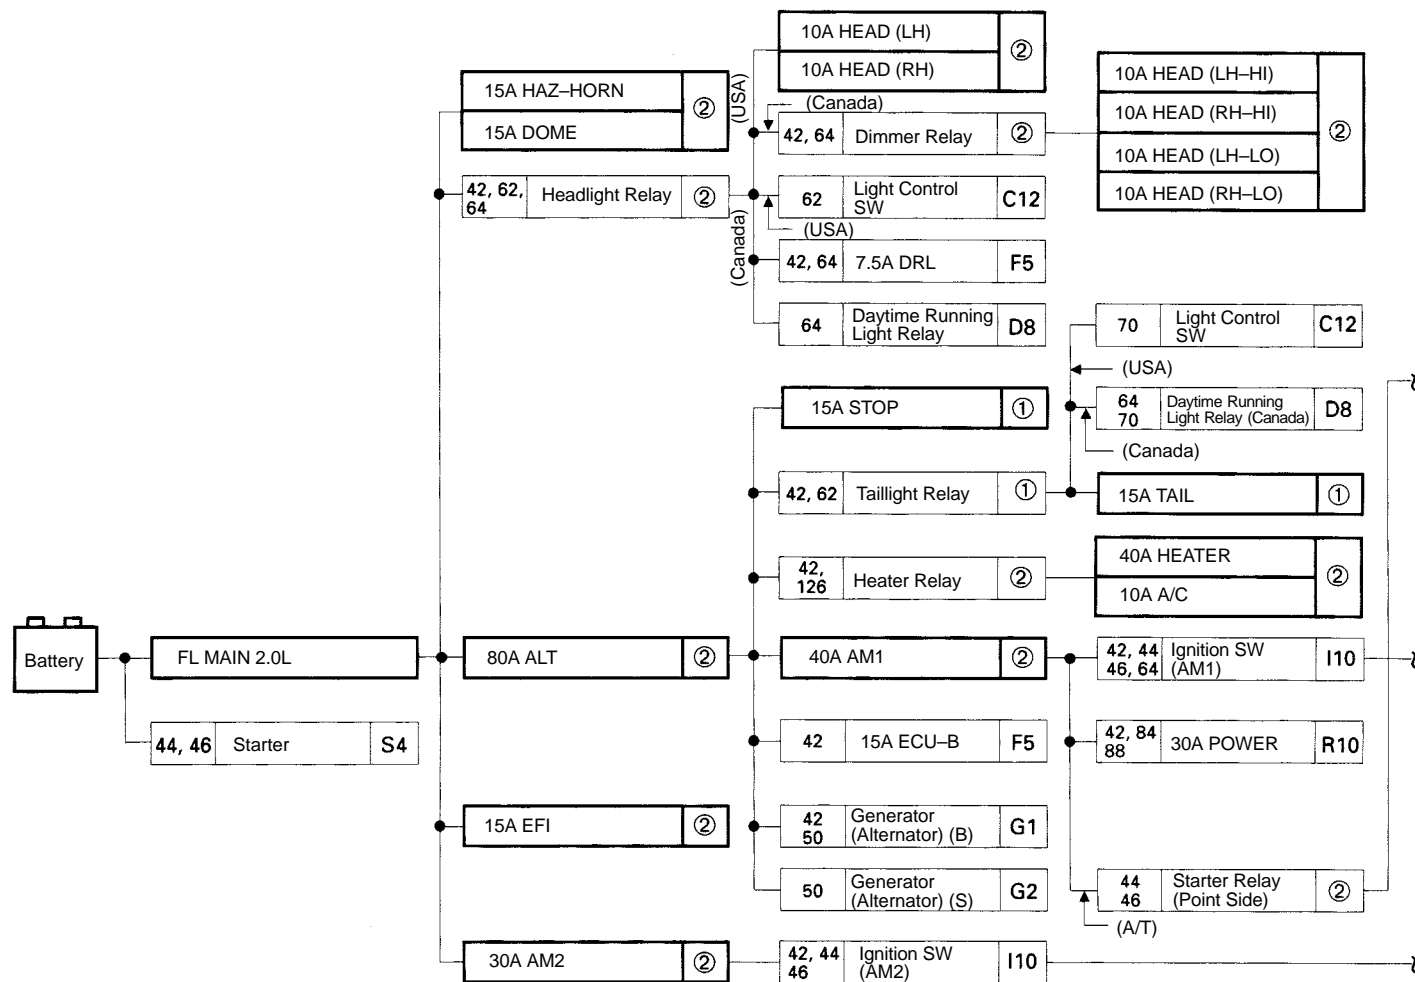 10A HEAD (LH)
10A HEAD (RH)
②
15A HAZ–HORN
15A DOME
②
(USA)
(Canada)
42, 64 Dimmer Relay ②
10A HEAD (LH–HI)
10A HEAD (RH–HI)
10A HEAD (LH–LO)
10A HEAD (RH–LO)
②
42, 62,
64
Headlight Relay ②
62
Light Control
SW
C12
(USA)
(Canada)
42, 64 7.5A DRL F5
64
Daytime Running
Light Relay
D8
70
Light Control
SW
C12
(USA)
15A STOP ①
64
70
Daytime Running
Light Relay (Canada)
D8
(Canada)
42, 62 Taillight Relay ①
15A TAIL ①
42,
126
Heater Relay ②
40A HEATER
10A A/C
②
Battery
FL MAIN 2.0L
80A ALT ②
40A AM1 ②
42, 44
46, 64
Ignition SW
(AM1)
I10
44, 46 Starter S4
42 15A ECU–B F5
42, 84
88
30A POWER R10
15A EFI ②
42
50
Generator
(Alternator) (B)
G1
50
Generator
(Alternator) (S)
G2
44
46
Starter Relay
(Point Side)
②
(A/T)
30A AM2 ②
42, 44
46
Ignition SW
(AM2)
I10